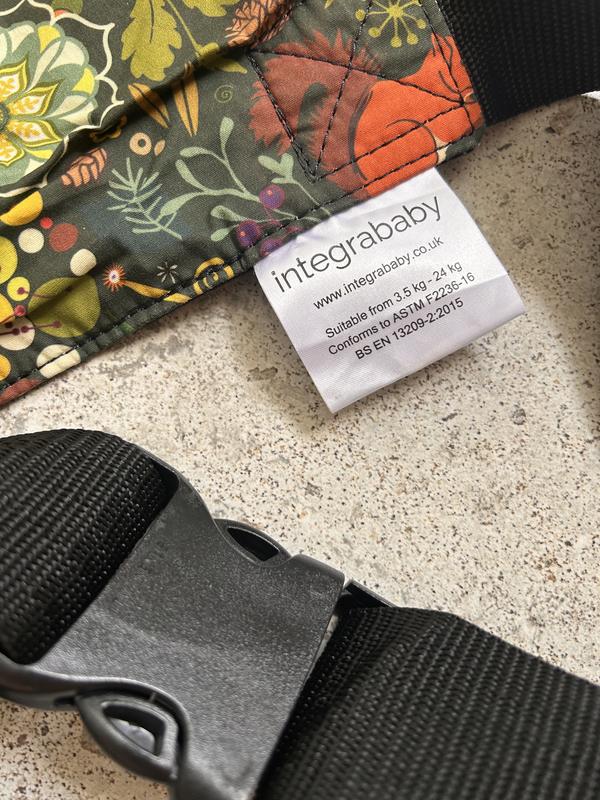 integrababy
www.integrababy.co.uk
Suitable from 3.5 kg - 24 kg
Conforms to ASTM F2236-16
BS EN 13209-2:2015